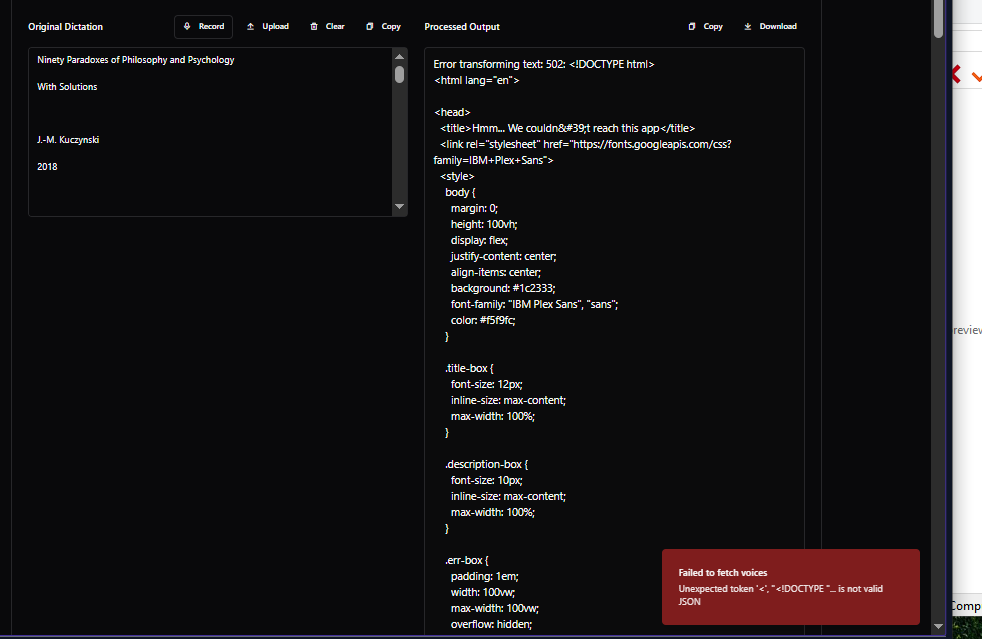 Original Dictation
Record
Upload
Clear
Copy
Ninety Paradoxes of Philosophy and Psychology
With Solutions
J.-M. Kuczynski
2018
Processed Output
Copy
Download
Error transforming text: 502: <!DOCTYPE html>
<html lang="en">
<head>
<title>Hmm... We couldn&#39;t reach this app</title>
<link rel="stylesheet" href="https://fonts.googleapis.com/css?
family=IBM+Plex+Sans">
<style>
body {
margin: 0;
height: 100vh;
display: flex;
justify-content: center;
align-items: center;
background: #1c2333;
font-family: "IBM Plex Sans", "sans";
color: #f5f9fc;
}
.title-box {
font-size: 12px;
inline-size: max-content;
max-width: 100%;
}
.description-box {
font-size: 10px;
inline-size: max-content;
max-width: 100%;
}
.err-box {
padding: 1em;
width: 100vw;
max-width: 100vw;
overflow: hidden;
Failed to fetch voices
Unexpected token '<', "<!DOCTYPE "... is not valid
JSON
review
Comp